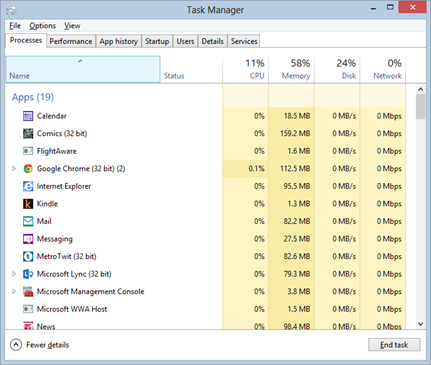 Task Manager
File Options View
Processes Performance App history Startup Users Details Services
11% 58% 24% 0%
Name Status CPU Memory Disk Network
Apps (19)
Calendar 0% 18.5 MB 0 MB/s 0 Mbps
Comics (32 bit) 0% 159.2 MB 0 MB/s 0 Mbps
FlightAware 0% 1.6 MB 0 MB/s 0 Mbps
Google Chrome (32 bit) (2) 0.1% 112.5 MB 0 MB/s 0 Mbps
Internet Explorer 0% 95.5 MB 0 MB/s 0 Mbps
Kindle 0% 1.3 MB 0 MB/s 0 Mbps
Mail 0% 82.2 MB 0 MB/s 0 Mbps
Messaging 0% 27.5 MB 0 MB/s 0 Mbps
MetroTwit (32 bit) 0% 82.6 MB 0 MB/s 0 Mbps
Microsoft Lync (32 bit) 0% 79.3 MB 0 MB/s 0 Mbps
Microsoft Management Console 0% 3.8 MB 0 MB/s 0 Mbps
Microsoft WWA Host 0% 1.5 MB 0 MB/s 0 Mbps
News 0% 98.4 MB 0 MB/s 0 Mbps
Fewer details End task